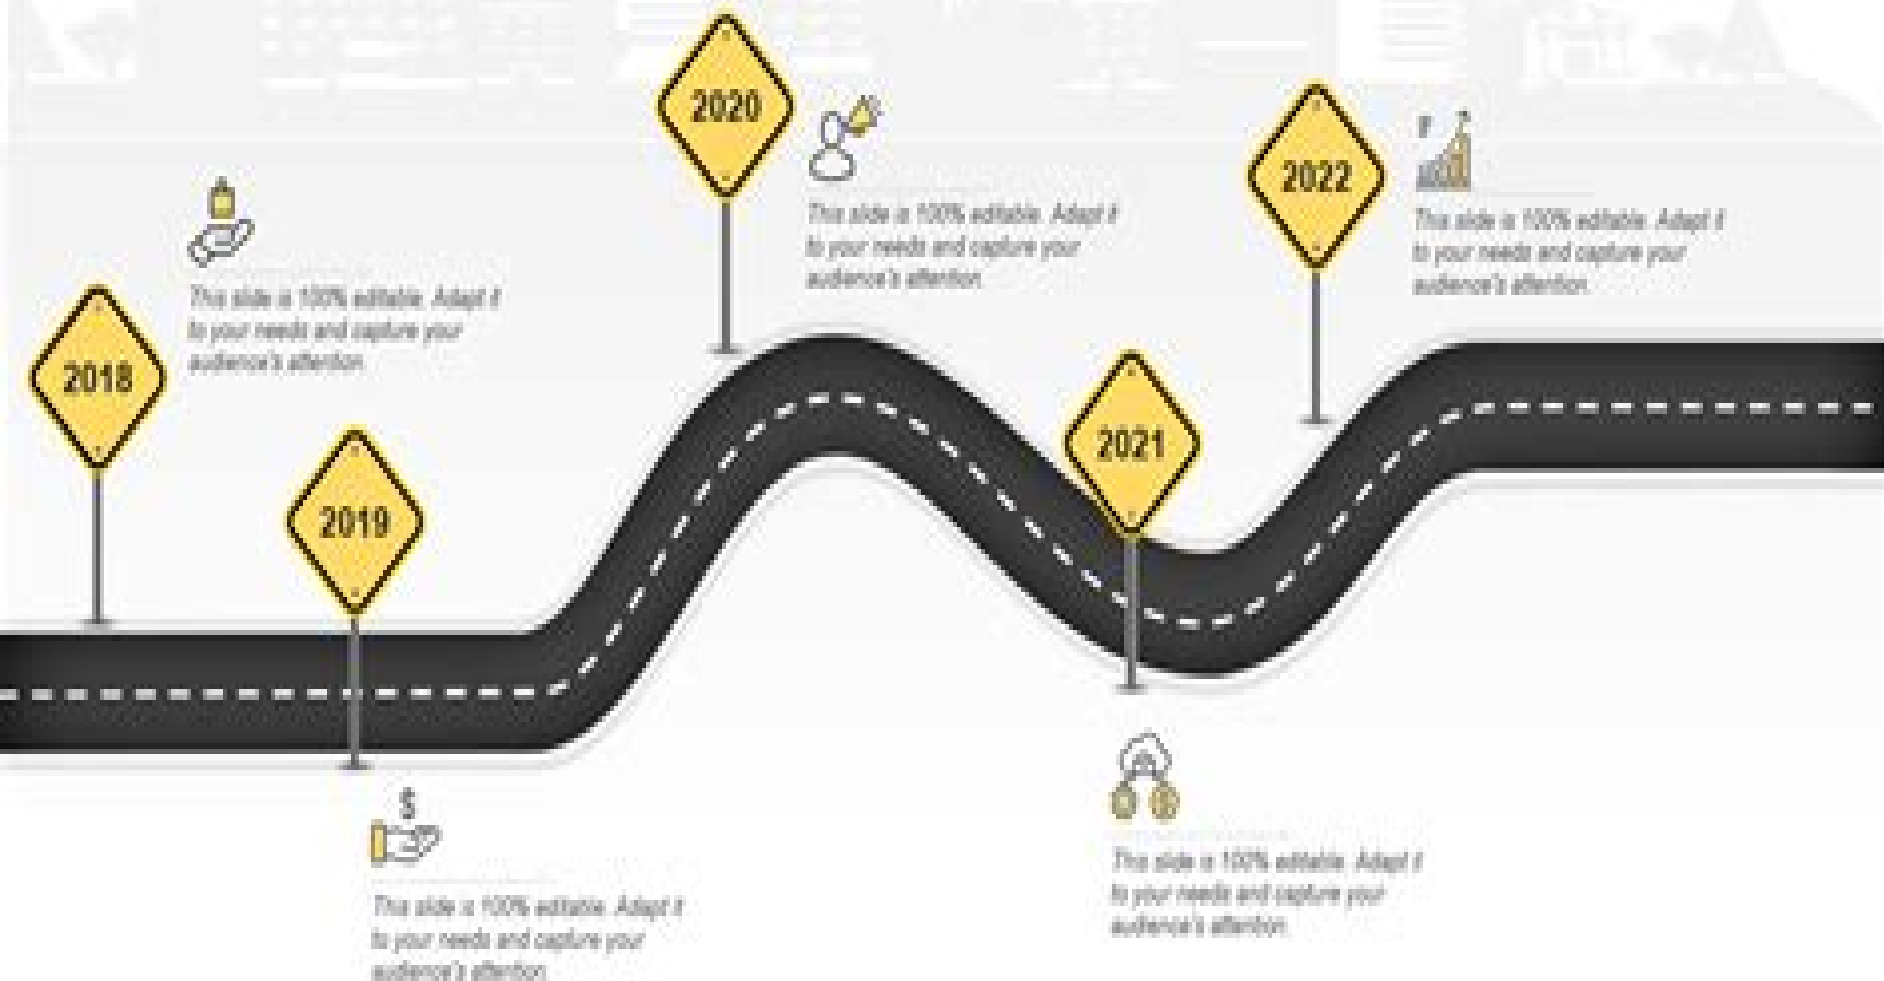 2018
This slide is 100% editable. Adapt it
to your needs and capture your
audience's attention.
2019
$
This slide is 100% editable. Adapt it
to your needs and capture your
audience's attention.
2020
This slide is 100% editable. Adapt it
to your needs and capture your
audience's attention.
2021
This slide is 100% editable. Adapt it
to your needs and capture your
audience's attention.
2022
This slide is 100% editable. Adapt it
to your needs and capture your
audience's attention.